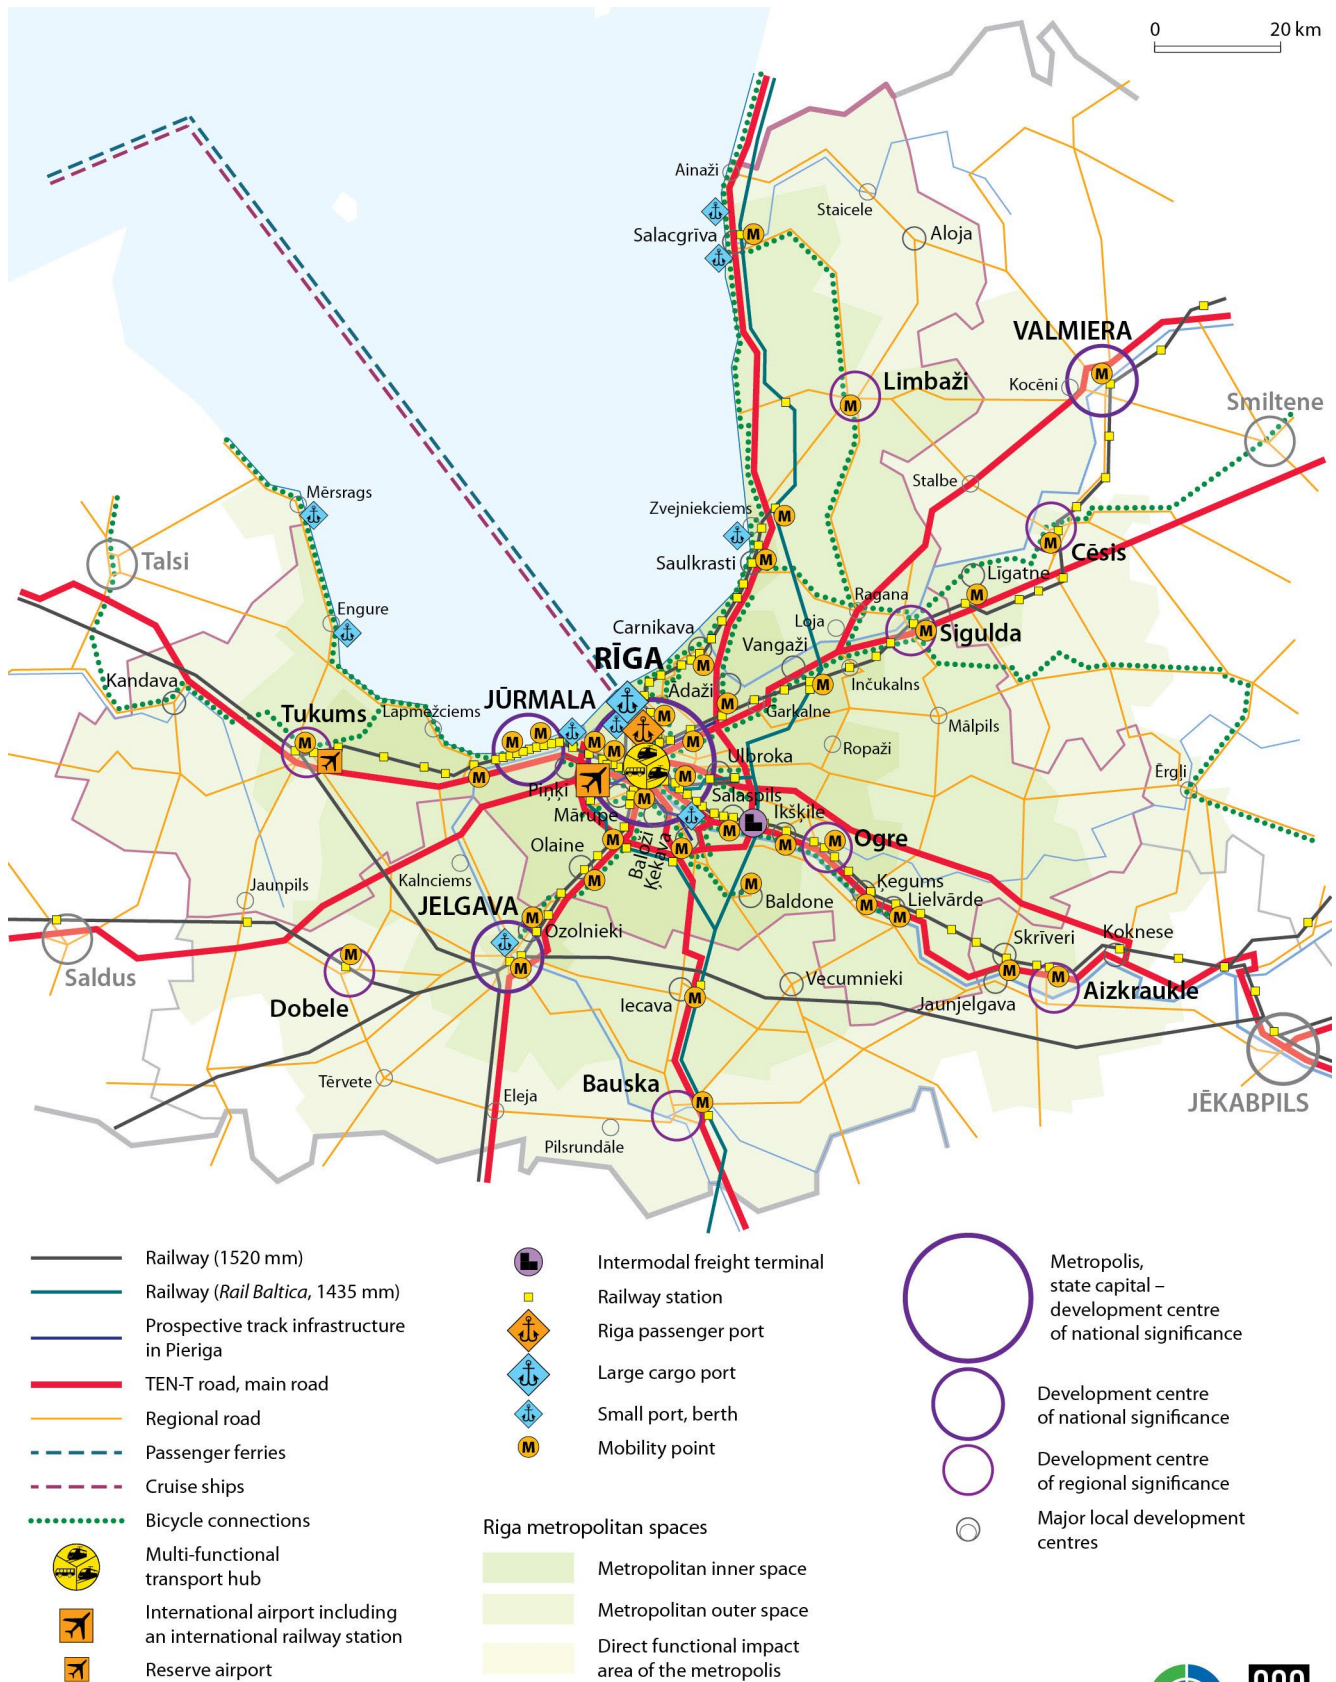 0 20 km
Ainaži
Staicele
Salacgrīva
M
Aloja
VALMIERA
M
Limbaži
Kocēni
M
Smiltene
Stalbe
Mērsrags
Zvejniekciems
M
Talsi
Saulkrasti
M
M
Cēsis
Līgatne
M
Engure
Ragana
Carnikava
Loja
M
Sigulda
RĪGA
Vangaži
M
Kandava
Ādaži
M
Inčukalns
JŪRMALA
Tukums
Lapmežciems
M
Garkalne
Mālpils
M
M
M
M
M
M
Ropaži
M
Ulbroka
M
Ērgļi
Piņķi
M
Salaspils
Mārupe
Ikšķile
M
M
M
Ogre
Olaine
M
Baloži
Ķekava
M
M
Kalnciems
M
Ķegums
Jaunpils
Baldone
M
Lielvārde
JELGAVA
M
M
Ozolnieki
Skrīveri
Koknese
Saldus
M
M
Vecumnieki
M
M
Aizkraukle
Dobele
Iecava
M
Jaunjelgava
Tērvete
Bauska
Eleja
M
JĒKABPILS
Pilsrundāle
Railway (1520 mm)
Railway (Rail Baltica, 1435 mm)
Prospective track infrastructure
in Pieriga
TEN-T road, main road
Regional road
Passenger ferries
Cruise ships
Bicycle connections
Multi-functional
transport hub
International airport including
an international railway station
Reserve airport
Intermodal freight terminal
Railway station
Riga passenger port
Large cargo port
Small port, berth
M
Mobility point
Riga metropolitan spaces
Metropolitan inner space
Metropolitan outer space
Direct functional impact
area of the metropolis
Metropolis,
state capital –
development centre
of national significance
Development centre
of national significance
Development centre
of regional significance
Major local development
centres